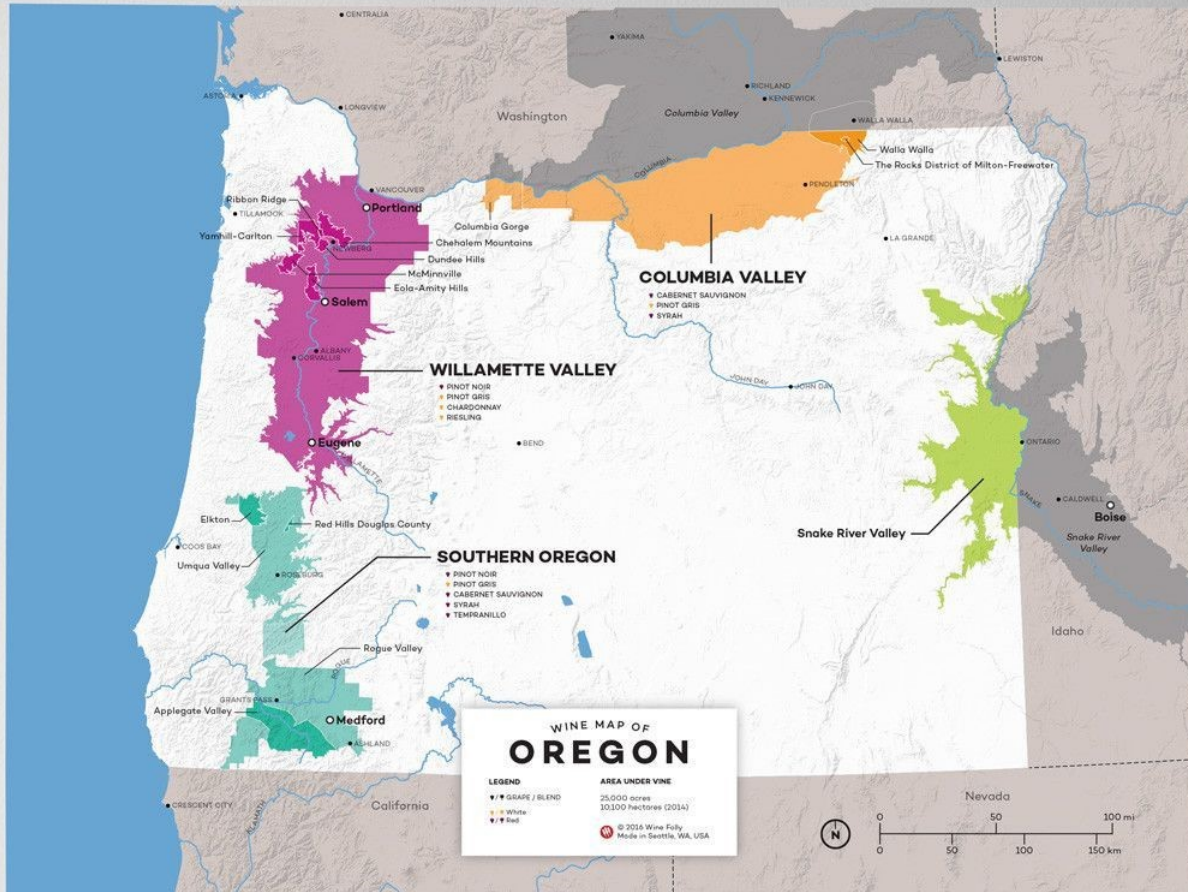 CENTRALIA
YAKIMA
LEWISTON
RICHLAND
KENNEWICK
ASTORIA
LONGVIEW
Washington
Columbia Valley
WALLA WALLA
Walla Walla
The Rocks District of Milton-Freewater
COLUMBIA
PENDLETON
VANCOUVER
Ribbon Ridge
Portland
TILLAMOOK
Columbia Gorge
Yamhill-Carlton
Chehalem Mountains
NEWBERG
LA GRANDE
Dundee Hills
McMinnville
Eola-Amity Hills
Salem
COLUMBIA VALLEY
CABERNET SAUVIGNON
PINOT GRIS
SYRAH
ALBANY
CORVALLIS
WILLAMETTE VALLEY
PINOT NOIR
PINOT GRIS
CHARDONNAY
RIESLING
JOHN DAY
JOHN DAY
Eugene
BEND
ONTARIO
WILLAMETTE
SNAKE
CALDWELL
Boise
Elkton
Red Hills Douglas County
Snake River Valley
Snake River
Valley
COOS BAY
Umqua Valley
SOUTHERN OREGON
ROSEBURG
PINOT NOIR
PINOT GRIS
CABERNET SAUVIGNON
SYRAH
TEMPRANILLO
Idaho
Rogue Valley
ROGUE
GRANTS PASS
Applegate Valley
Medford
ASHLAND
WINE MAP OF
OREGON
LEGEND
/ GRAPE / BLEND
/ White
/ Red
AREA UNDER VINE
25,000 acres
10,100 hectares (2014)
© 2016 Wine Folly
Made in Seattle, WA, USA
CRESCENT CITY
KLAMATH
California
Nevada
N
0 50 100 mi
0 50 100 150 km